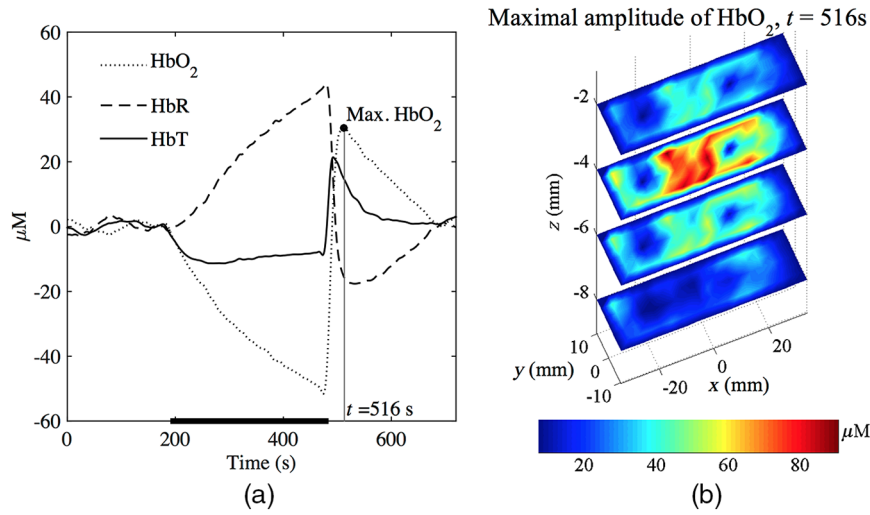 60
40
20
0
-20
-40
-60
μM
HbO2
HbR
HbT
Max. HbO2
t =516 s
0
200
400
600
Time (s)
(a)
Maximal amplitude of HbO2, t = 516s
-2
-4
-6
-8
z (mm)
10
0
-10
y (mm)
-20
0
20
x (mm)
20
40
60
80
μM
(b)